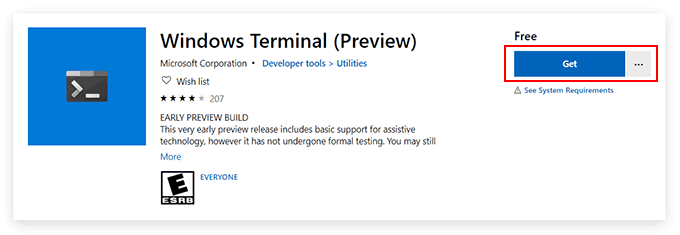 Windows Terminal (Preview)
Microsoft Corporation • Developer tools > Utilities
Wish list
207
EARLY PREVIEW BUILD
This very early preview release includes basic support for assistive
technology, however it has not undergone formal testing. You may still
More
E
ESRB
EVERYONE
Free
Get
...
See System Requirements